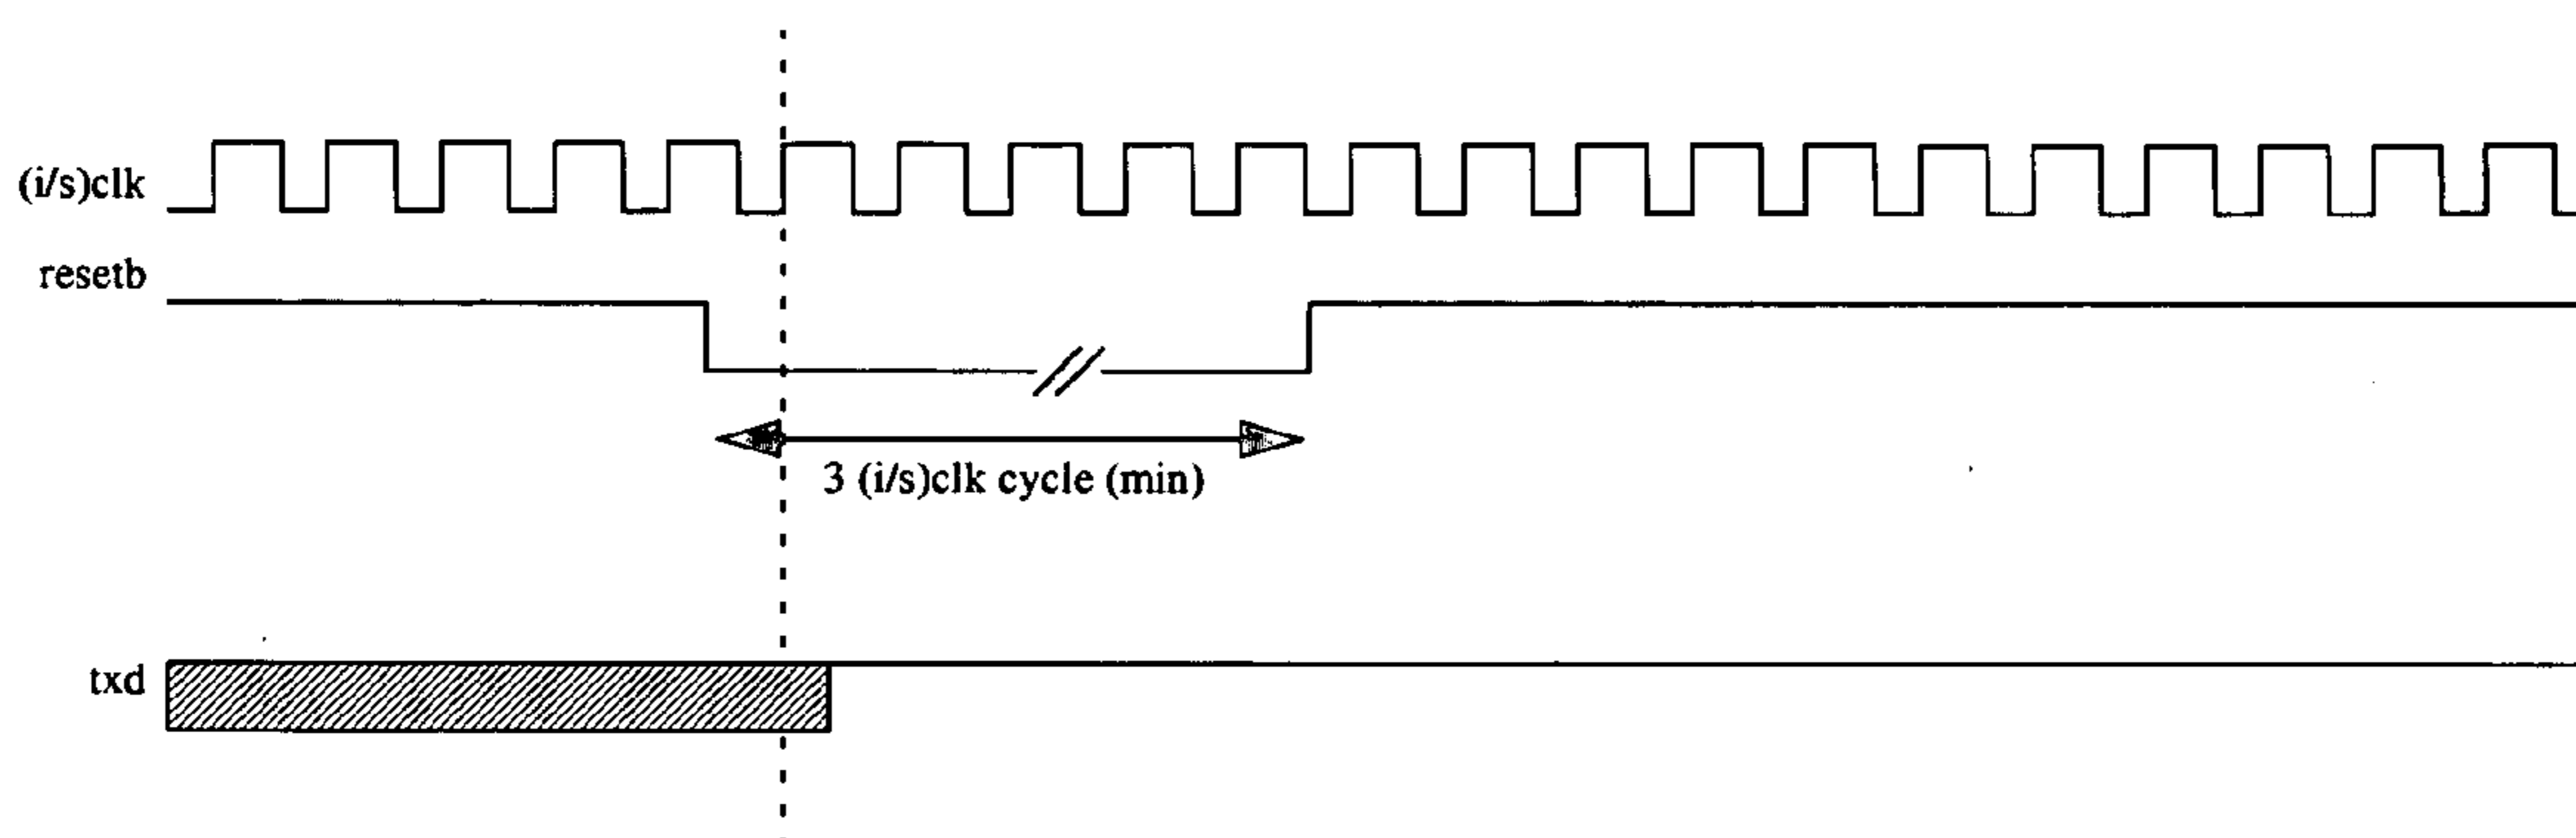 (i/s)clk
resetb
3 (i/s)clk cycle (min)
txd